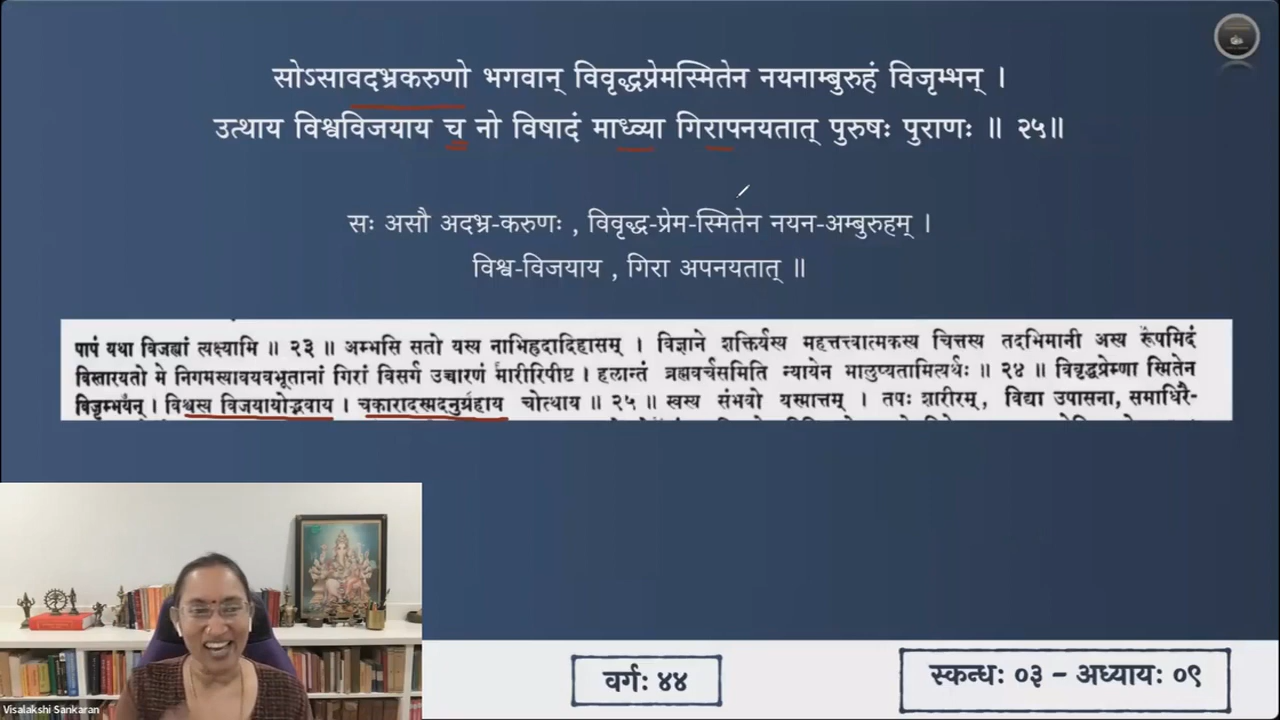 सोऽसावदभ्रकरुणो भगवान् विवृद्धप्रेमस्मितेन नयनाम्बुरुहं विजृम्भन् ।
उत्थाय विश्वविजयाय च नो विषादं माध्व्या गिरापनयतात् पुरुषः पुराणः ॥ २५॥
सः असौ अदभ्र-करुणः , विवृद्ध-प्रेम-स्मितेन नयन-अम्बुरुहम् ।
विश्व-विजयाय , गिरा अपनयतात् ॥
पापं यथा विजह्यां त्यक्ष्यामि ॥ २३ ॥ अम्भसि सतो यस्य नाभिह्रदादिहासम् । विज्ञाने शक्तिर्यस्य महत्तत्त्वात्मकस्य चित्तस्य तदभिमानी अस्य रूपमिदं
विस्तारयतो मे निगमस्यावयवभूतानां गिरां विसर्ग उच्चारणं मारीरिपीष्ट । हलान्तं ब्रह्मवर्चसमिति न्यायेन मालुप्यतामित्यर्थः ॥ २४ ॥ विवृद्धप्रेम्णा स्मितेन
विजृम्भयन् । विश्वस्य विजयायोद्भवाय । चकारादस्मदनुग्रहाय चोत्थाय ॥ २५ ॥ स्वस्य संभवो यस्मात्तम् । तपः शारीरम्, विद्या उपासना, समाधिरै-
Visalakshi Sankaran
वर्गः ४४
स्कन्धः ०३ – अध्यायः ०९